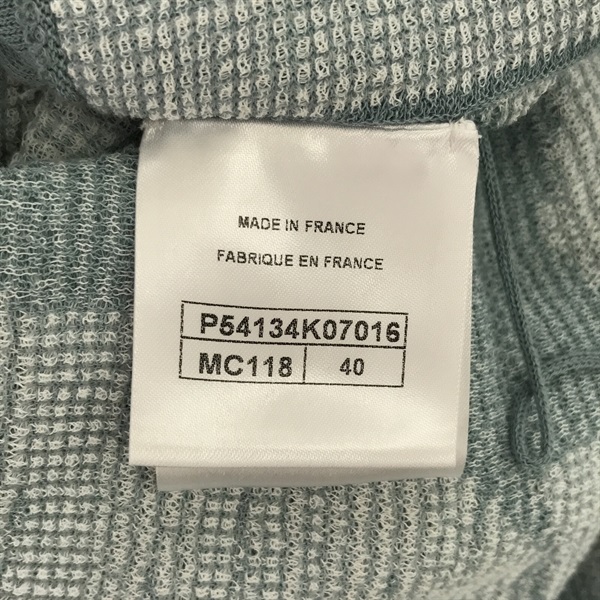 MADE IN FRANCE
FABRIQUE EN FRANCE
P54134K07016
MC118 40